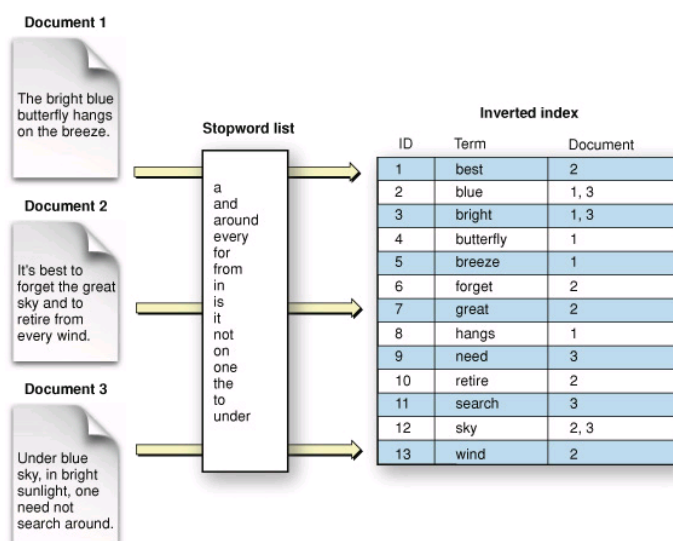 Document 1
The bright blue
butterfly hangs
on the breeze.
Document 2
It's best to
forget the great
sky and to
retire from
every wind.
Document 3
Under blue
sky, in bright
sunlight, one
need not
search around.
Stopword list
a
and
around
every
for
from
in
is
it
not
on
one
the
to
under
Inverted index
ID Term Document
1 best 2
2 blue 1, 3
3 bright 1, 3
4 butterfly 1
5 breeze 1
6 forget 2
7 great 2
8 hangs 1
9 need 3
10 retire 2
11 search 3
12 sky 2, 3
13 wind 2